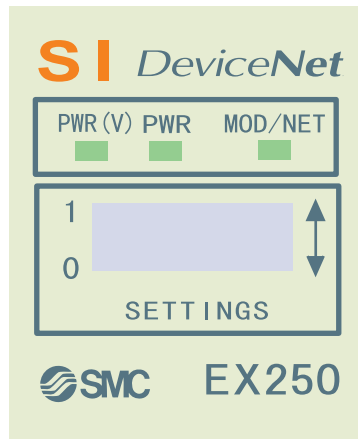 SI DeviceNet
PWR(V) PWR MOD/NET
1
0
SETTINGS
SMC EX250